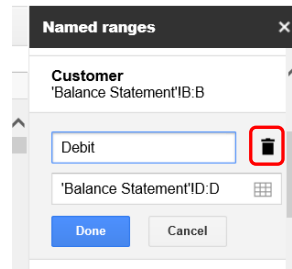 Named ranges
Customer
'Balance Statement'!B:B
Debit
'Balance Statement'!D:D
Done Cancel